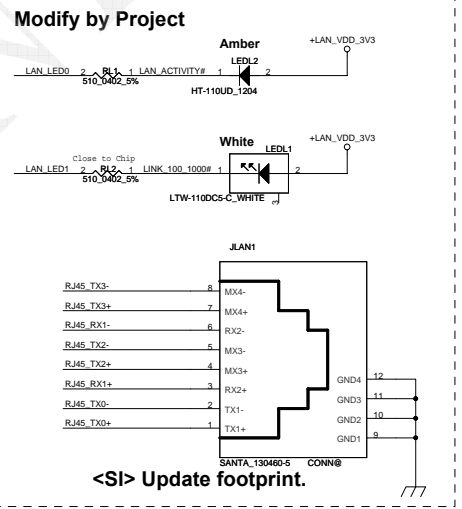 Modify by Project
Amber
+LAN_VDD_3V3
LEDL2
LAN_LED0 2 RL1 1 LAN_ACTIVITY# 1 2
510_0402_5%
HT-110UD_1204
White
+LAN_VDD_3V3
LEDL1
Close to Chip
LAN_LED1 2 RL2 1 LINK_100_1000# 1 2
510_0402_5%
3
LTW-110DC5-C_WHITE
JLAN1
RJ45_TX3- 8 MX4-
RJ45_TX3+ 7 MX4+
RJ45_RX1- 6 RX2-
RJ45_TX2- 5 MX3-
RJ45_TX2+ 4 MX3+
RJ45_RX1+ 3 RX2+
RJ45_TX0- 2 TX1-
RJ45_TX0+ 1 TX1+
GND4 12
GND3 11
GND2 10
GND1 9
SANTA_130460-5 CONN@
<SI> Update footprint.